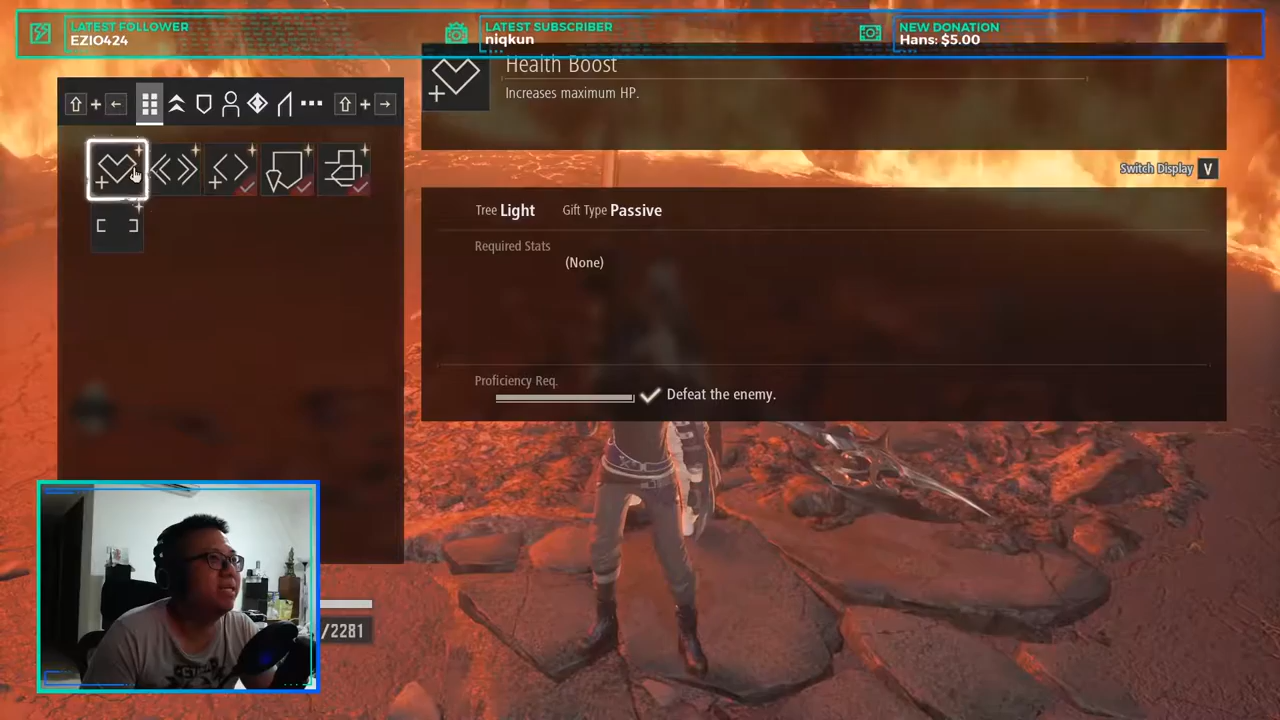 LATEST FOLLOWER
EZIO424
LATEST SUBSCRIBER
niqkun
NEW DONATION
Hans: $5.00
Health Boost
Increases maximum HP.
Switch Display V
Tree Light Gift Type Passive
Required Stats
(None)
Proficiency Req.
Defeat the enemy.
/2281